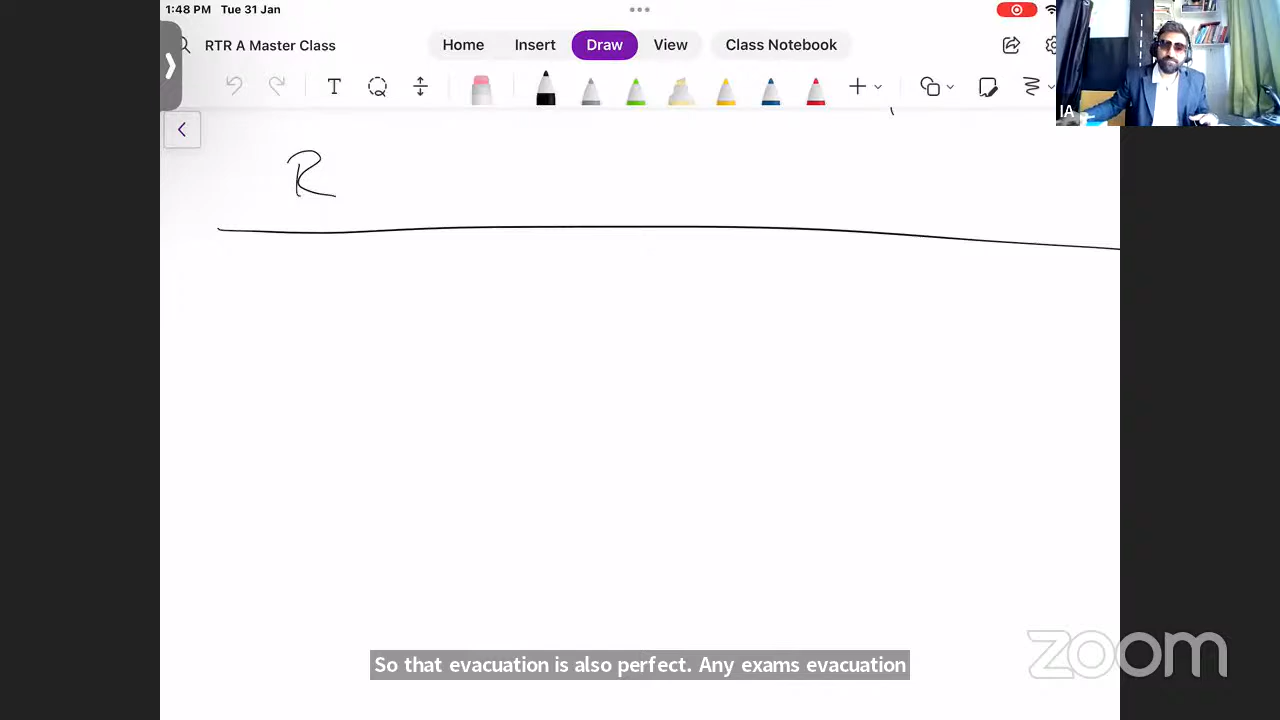 1:48 PM Tue 31 Jan
RTR A Master Class
Home Insert Draw View Class Notebook
T
IA
R
So that evacuation is also perfect. Any exams evacuation
zoom